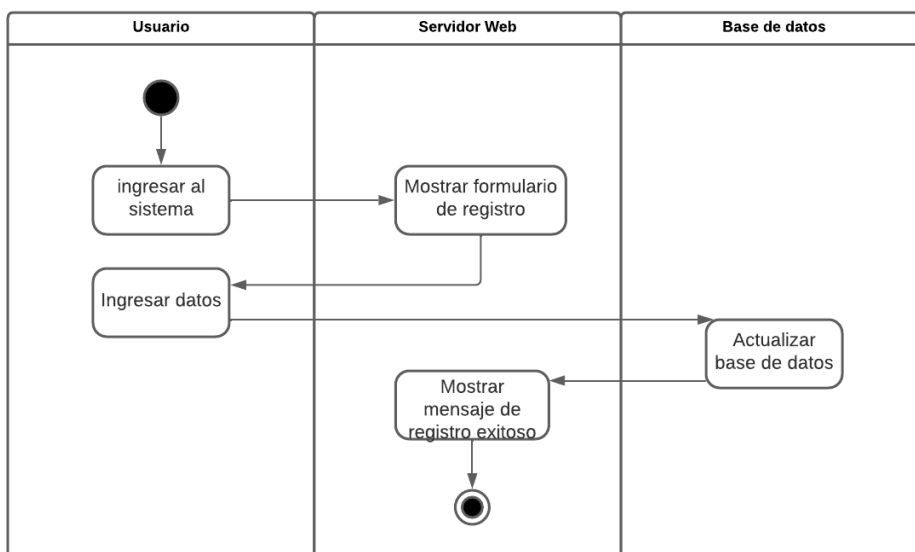 Usuario
Servidor Web
Base de datos
ingresar al
sistema
Mostrar formulario
de registro
Ingresar datos
Actualizar
base de datos
Mostrar
mensaje de
registro exitoso